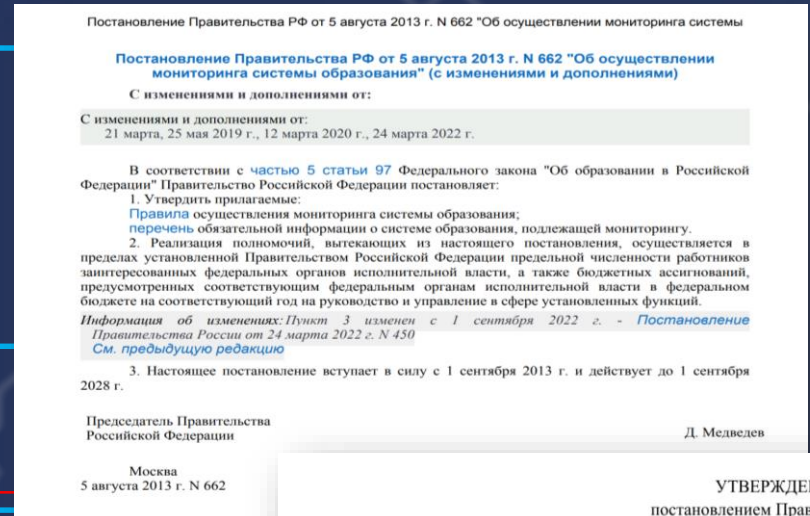 Постановление Правительства РФ от 5 августа 2013 г. N 662 "Об осуществлении мониторинга системы
Постановление Правительства РФ от 5 августа 2013 г. N 662 "Об осуществлении
мониторинга системы образования" (с изменениями и дополнениями)
С изменениями и дополнениями от:
С изменениями и дополнениями от:
21 марта, 25 мая 2019 г., 12 марта 2020 г., 24 марта 2022 г.
В соответствии с частью 5 статьи 97 Федерального закона "Об образовании в Российской
Федерации" Правительство Российской Федерации постановляет:
1. Утвердить прилагаемые:
Правила осуществления мониторинга системы образования;
перечень обязательной информации о системе образования, подлежащей мониторингу.
2. Реализация полномочий, вытекающих из настоящего постановления, осуществляется в
пределах установленной Правительством Российской Федерации предельной численности работников
заинтересованных федеральных органов исполнительной власти, а также бюджетных ассигнований,
предусмотренных соответствующим федеральным органам исполнительной власти в федеральном
бюджете на соответствующий год на руководство и управление в сфере установленных функций.
Информация об изменениях: Пункт 3 изменен с 1 сентября 2022 г. - Постановление
Правительства России от 24 марта 2022 г. N 450
См. предыдущую редакцию
3. Настоящее постановление вступает в силу с 1 сентября 2013 г. и действует до 1 сентября
2028 г.
Председатель Правительства
Российской Федерации
Д. Медведев
Москва
5 августа 2013 г. N 662
постановлением